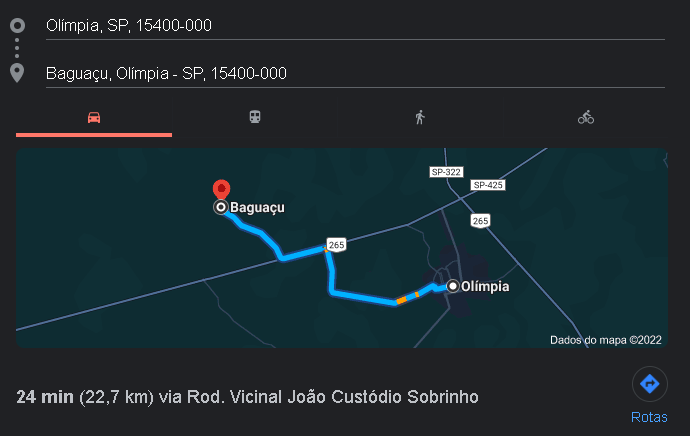 Olímpia, SP, 15400-000
Baguaçu, Olímpia - SP, 15400-000
SP-322
SP-425
Baguaçu
265
265
Olímpia
Dados do mapa ©2022
24 min (22,7 km) via Rod. Vicinal João Custódio Sobrinho
Rotas